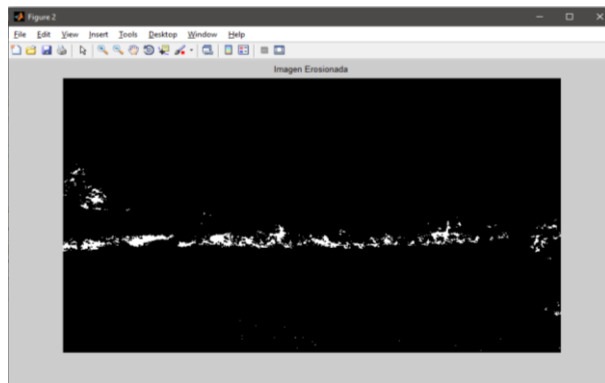 Figure 2
File Edit View Insert Tools Desktop Window Help
Imagen Erosionada